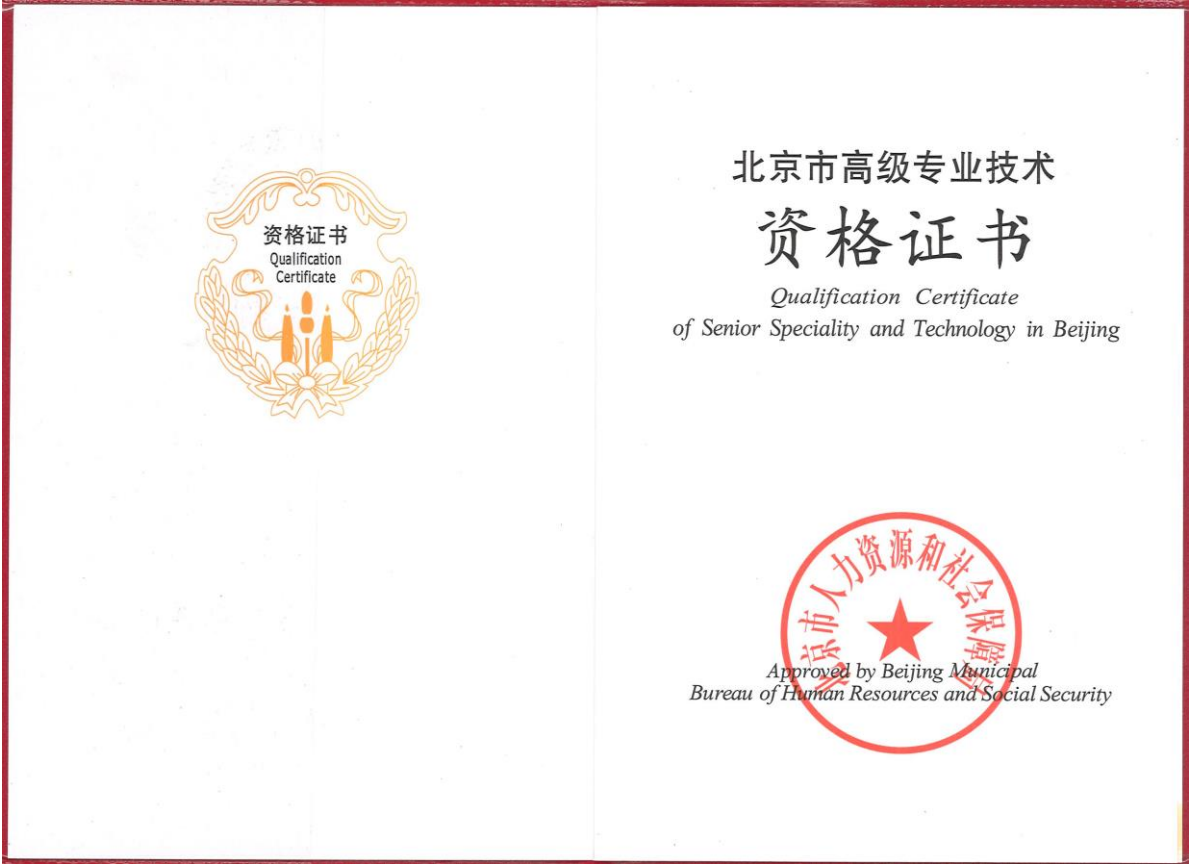 资格证书
Qualification
Certificate
北京市高级专业技术
资格证书
Qualification Certificate
of Senior Speciality and Technology in Beijing
北京市人力资源和社会保障局
Approved by Beijing Municipal
Bureau of Human Resources and Social Security